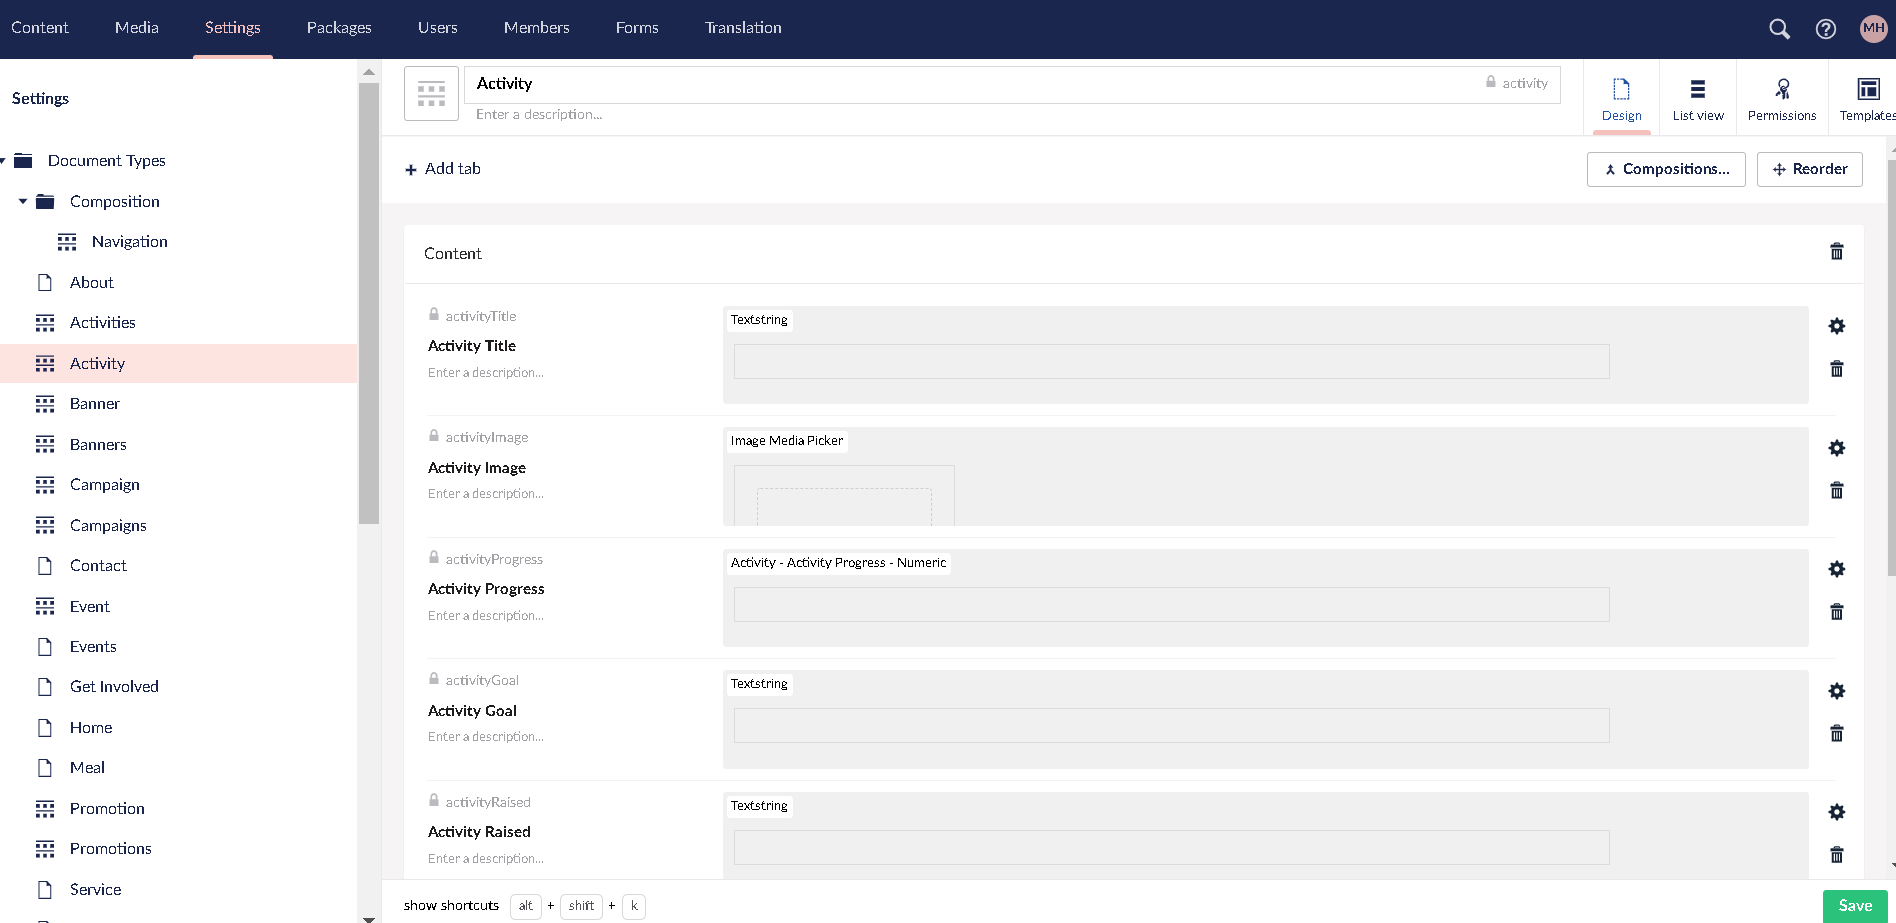 Content Media Settings Packages Users Members Forms Translation MH
Settings
Document Types
Composition
Navigation
About
Activities
Activity
Banner
Banners
Campaign
Campaigns
Contact
Event
Events
Get Involved
Home
Meal
Promotion
Promotions
Service
Activity activity
Enter a description...
Design List view Permissions Templates
Add tab Compositions... Reorder
Content
activityTitle
Activity Title
Enter a description...
Textstring
activityImage
Activity Image
Enter a description...
Image Media Picker
activityProgress
Activity Progress
Enter a description...
Activity - Activity Progress - Numeric
activityGoal
Activity Goal
Enter a description...
Textstring
activityRaised
Activity Raised
Enter a description...
Textstring
show shortcuts alt + shift + k
Save